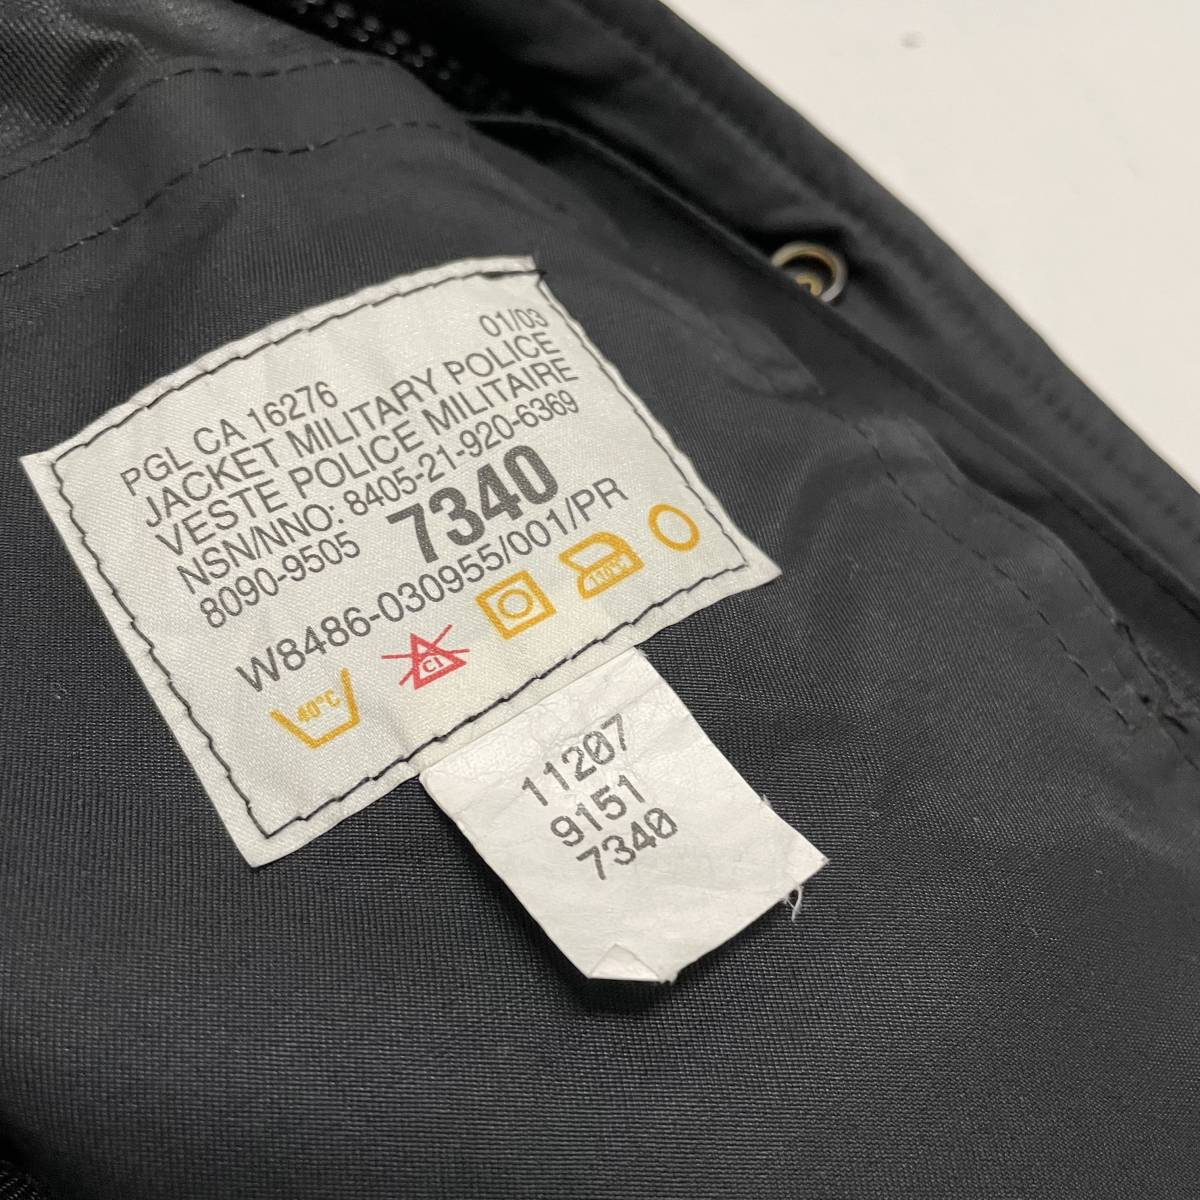 PGL CA 16276 01/03
JACKET MILITARY POLICE
VESTE POLICE MILITAIRE
NSN/NNO: 8405-21-920-6369
8090-9505 7340
W8486-030955/001/PR
40°C
Cl
110°C
11207
9151
7340